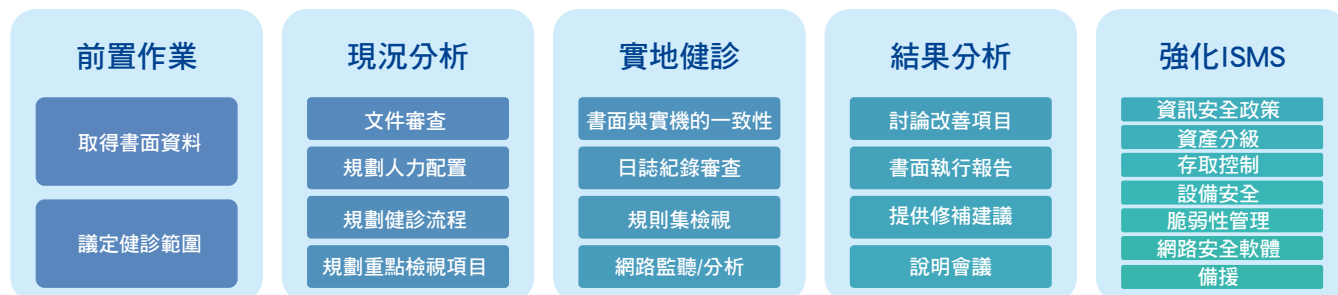 前置作業
取得書面資料
議定健診範圍
現況分析
文件審查
規劃人力配置
規劃健診流程
規劃重點檢視項目
實地健診
書面與實機的一致性
日誌紀錄審查
規則集檢視
網路監聽/分析
結果分析
討論改善項目
書面執行報告
提供修補建議
說明會議
強化ISMS
資訊安全政策
資產分級
存取控制
設備安全
脆弱性管理
網路安全軟體
備援